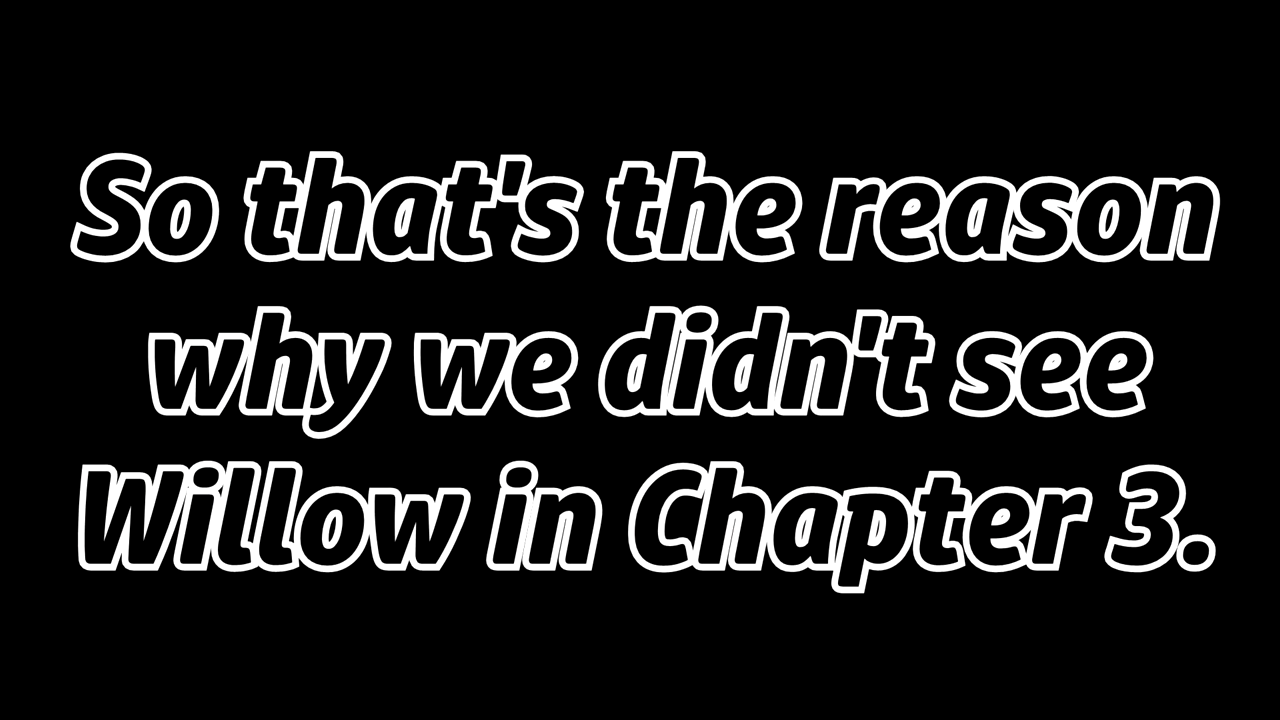 So that's the reason
why we didn't see
Willow in Chapter 3.